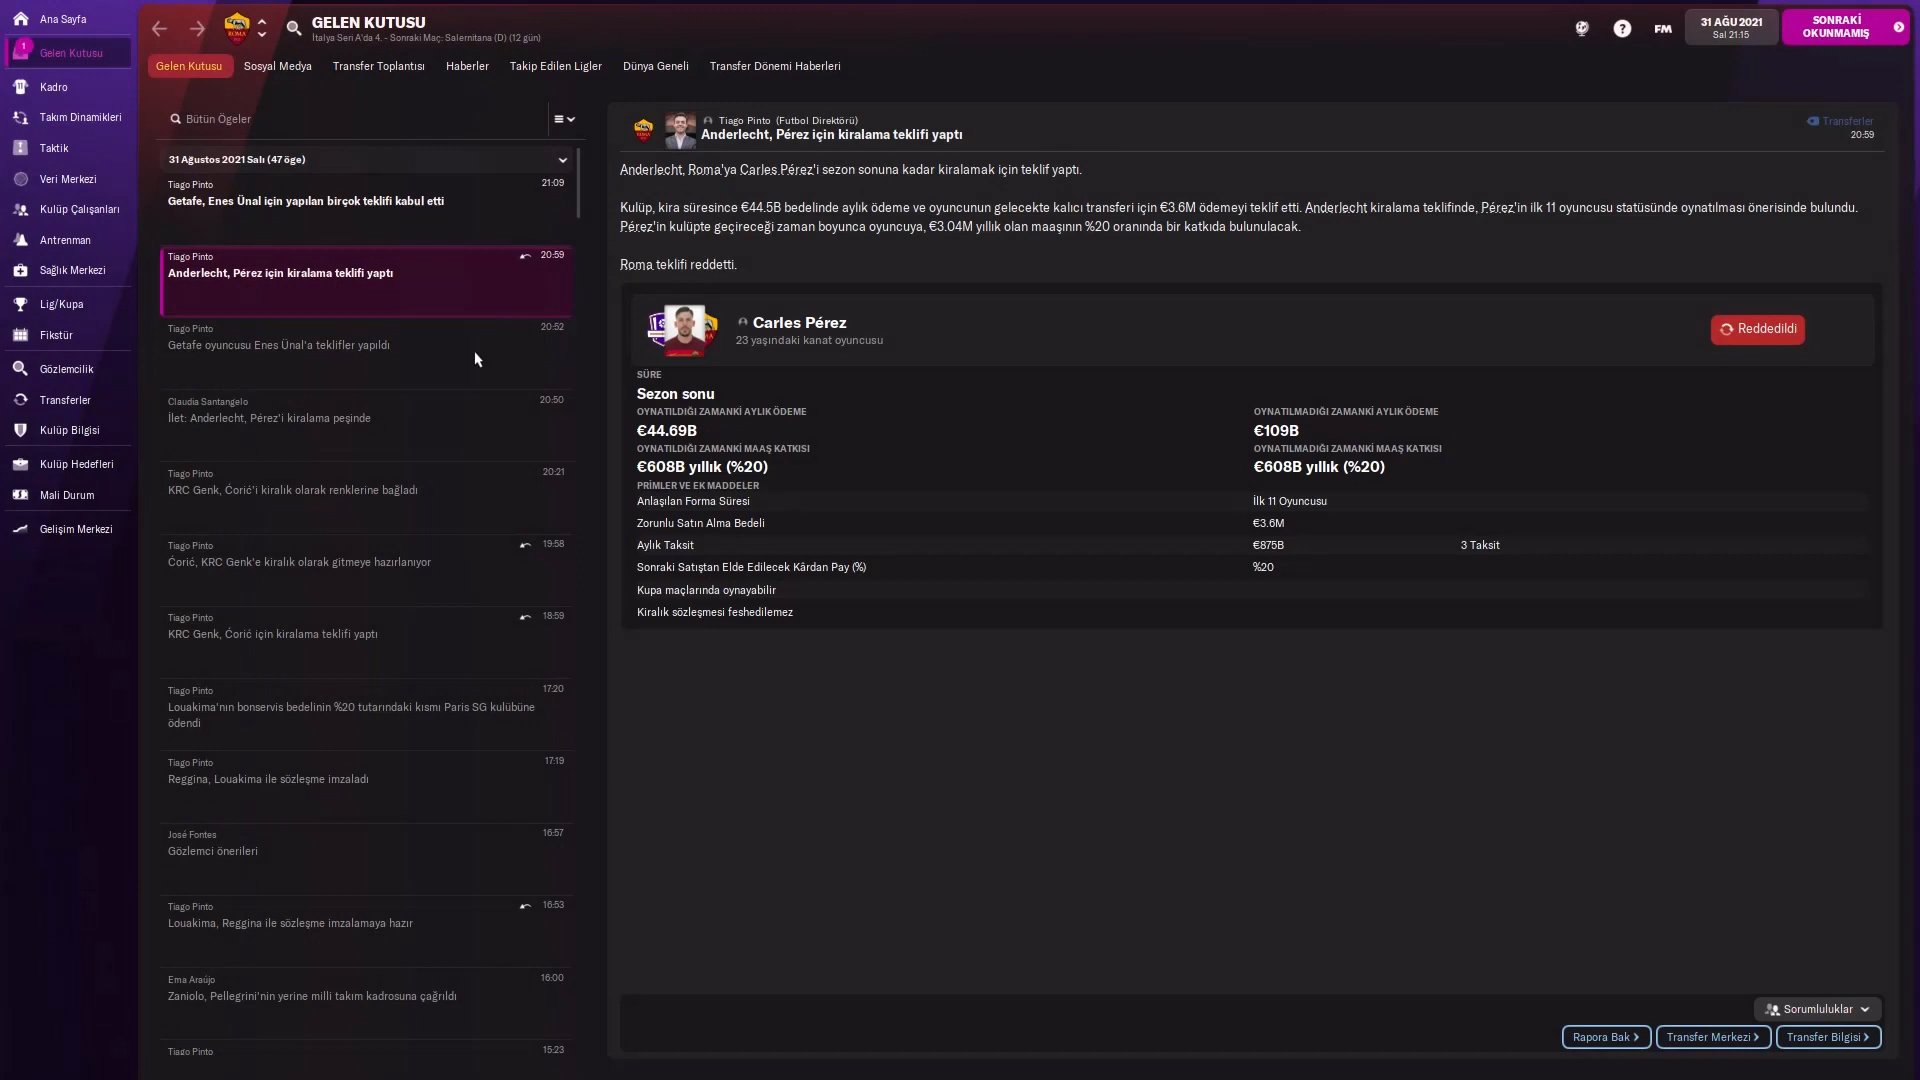 Ana Sayfa
1
Gelen Kutusu
Kadro
Takım Dinamikleri
Taktik
Veri Merkezi
Kulüp Çalışanları
Antrenman
Sağlık Merkezi
Lig/Kupa
Fikstür
Gözlemcilik
Transferler
Kulüp Bilgisi
Kulüp Hedefleri
Mali Durum
Gelişim Merkezi
GELEN KUTUSU
İtalya Seri A'da 4. - Sonraki Maç: Salernitana (D) (12 gün)
FM
31 AĞU 2021
Sal 21:15
SONRAKİ
OKUNMAMIŞ
Gelen Kutusu Sosyal Medya Transfer Toplantısı Haberler Takip Edilen Ligler Dünya Geneli Transfer Dönemi Haberleri
Bütün Ögeler
31 Ağustos 2021 Salı (47 öge)
Tiago Pinto 21:09
Getafe, Enes Ünal için yapılan birçok teklifi kabul etti
Tiago Pinto 20:59
Anderlecht, Pérez için kiralama teklifi yaptı
Tiago Pinto 20:52
Getafe oyuncusu Enes Ünal'a teklifler yapıldı
Claudia Santangelo 20:50
İlet: Anderlecht, Pérez'i kiralama peşinde
Tiago Pinto 20:21
KRC Genk, Ćorić'i kiralık olarak renklerine bağladı
Tiago Pinto 19:58
Ćorić, KRC Genk'e kiralık olarak gitmeye hazırlanıyor
Tiago Pinto 18:59
KRC Genk, Ćorić için kiralama teklifi yaptı
Tiago Pinto 17:20
Louakima'nın bonservis bedelinin %20 tutarındaki kısmı Paris SG kulübüne
ödendi
Tiago Pinto 17:19
Reggina, Louakima ile sözleşme imzaladı
José Fontes 16:57
Gözlemci önerileri
Tiago Pinto 16:53
Louakima, Reggina ile sözleşme imzalamaya hazır
Ema Araújo 16:00
Zaniolo, Pellegrini'nin yerine milli takım kadrosuna çağrıldı
Tiago Pinto 15:23
Tiago Pinto (Futbol Direktörü)
Transferler
Anderlecht, Pérez için kiralama teklifi yaptı
20:59
Anderlecht, Roma'ya Carles Pérez'i sezon sonuna kadar kiralamak için teklif yaptı.
Kulüp, kira süresince €44.5B bedelinde aylık ödeme ve oyuncunun gelecekte kalıcı transferi için €3.6M ödemeyi teklif etti. Anderlecht kiralama teklifinde, Pérez'in ilk 11 oyuncusu statüsünde oynatılması önerisinde bulundu.
Pérez'in kulüpte geçireceği zaman boyunca oyuncuya, €3.04M yıllık olan maaşının %20 oranında bir katkıda bulunulacak.
Roma teklifi reddetti.
Carles Pérez
23 yaşındaki kanat oyuncusu
Reddedildi
SÜRE
Sezon sonu
OYNATILDIĞI ZAMANKİ AYLIK ÖDEME OYNATILMADIĞI ZAMANKİ AYLIK ÖDEME
€44.69B €109B
OYNATILDIĞI ZAMANKİ MAAŞ KATKISI OYNATILMADIĞI ZAMANKİ MAAŞ KATKISI
€608B yıllık (%20) €608B yıllık (%20)
PRİMLER VE EK MADDELER
Anlaşılan Forma Süresi İlk 11 Oyuncusu
Zorunlu Satın Alma Bedeli €3.6M
Aylık Taksit €875B 3 Taksit
Sonraki Satıştan Elde Edilecek Kârdan Pay (%) %20
Kupa maçlarında oynayabilir
Kiralık sözleşmesi feshedilemez
Sorumluluklar
Rapora Bak Transfer Merkezi Transfer Bilgisi